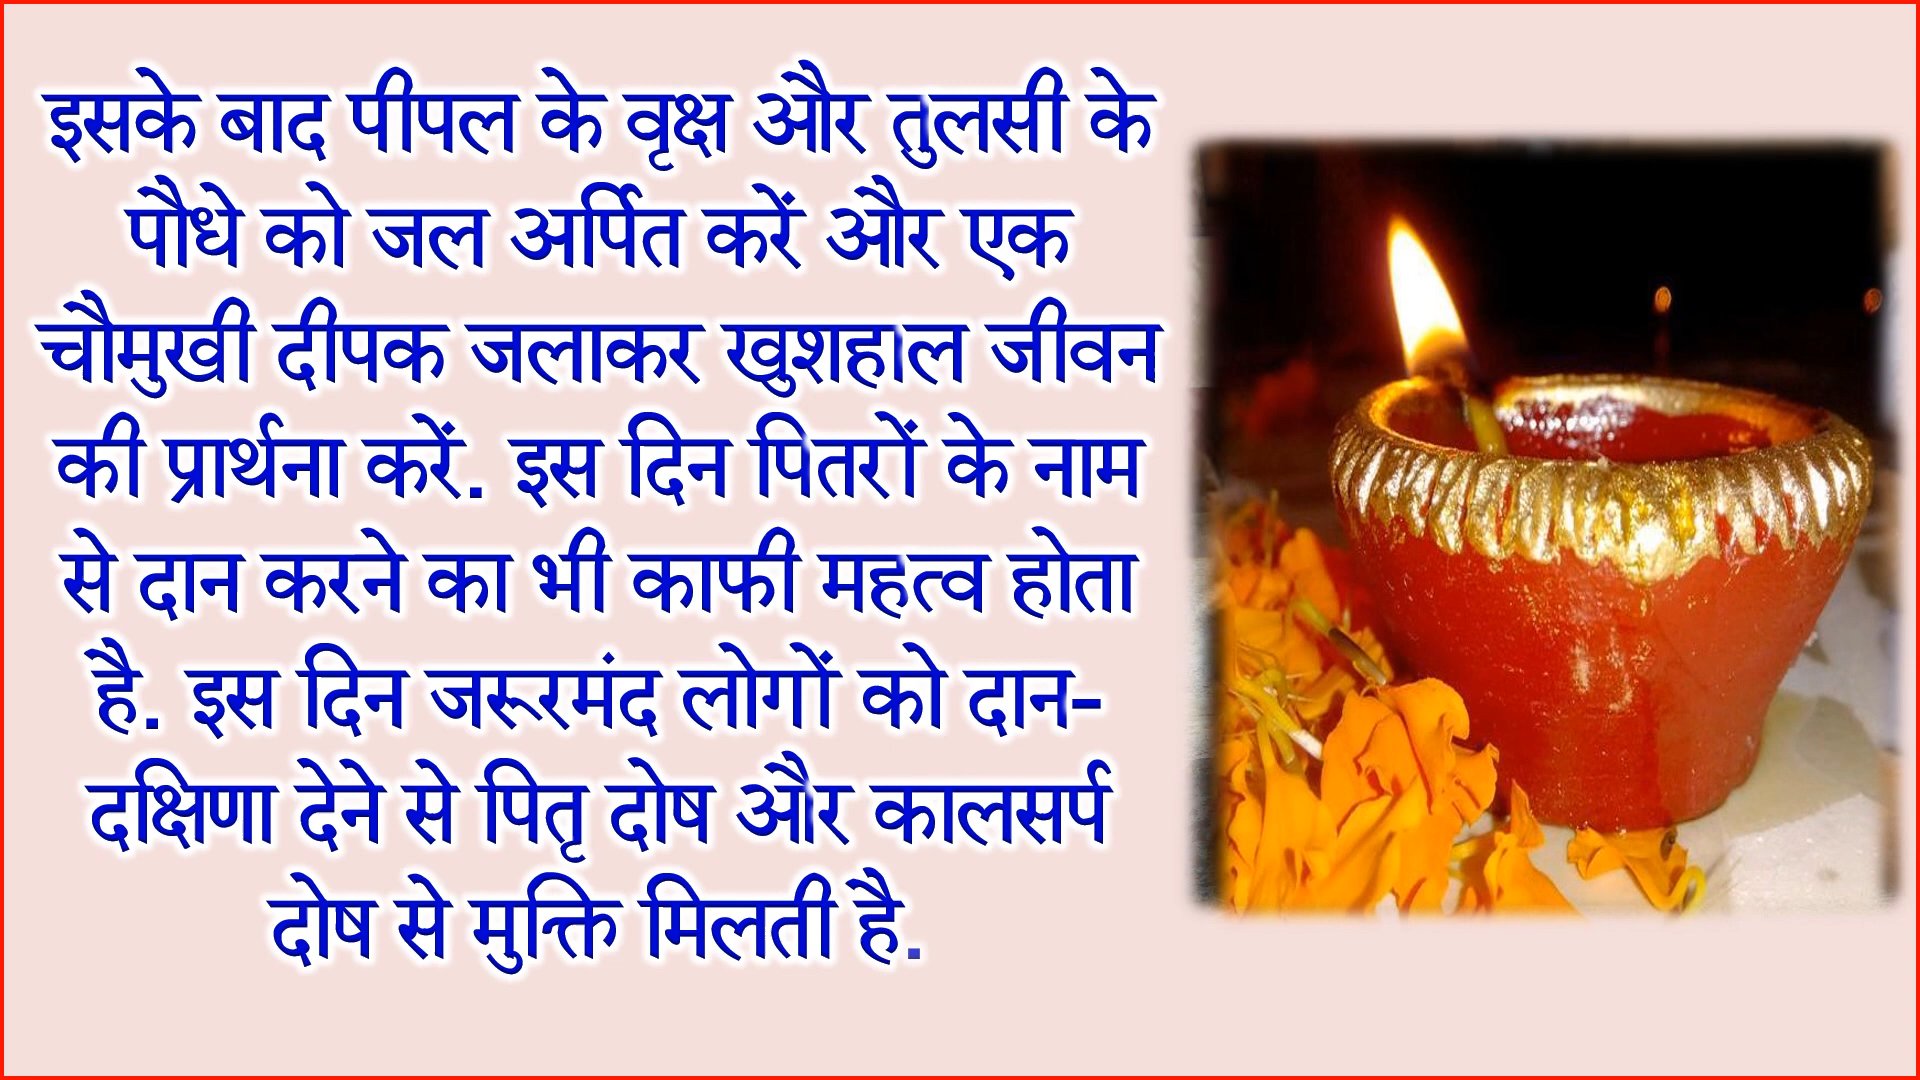 इसके बाद पीपल के वृक्ष और तुलसी के
पौधे को जल अर्पित करें और एक
चौमुखी दीपक जलाकर खुशहाल जीवन
की प्रार्थना करें. इस दिन पितरों के नाम
से दान करने का भी काफी महत्व होता
है. इस दिन जरूरमंद लोगों को दान-
दक्षिणा देने से पितृ दोष और कालसर्प
दोष से मुक्ति मिलती है.